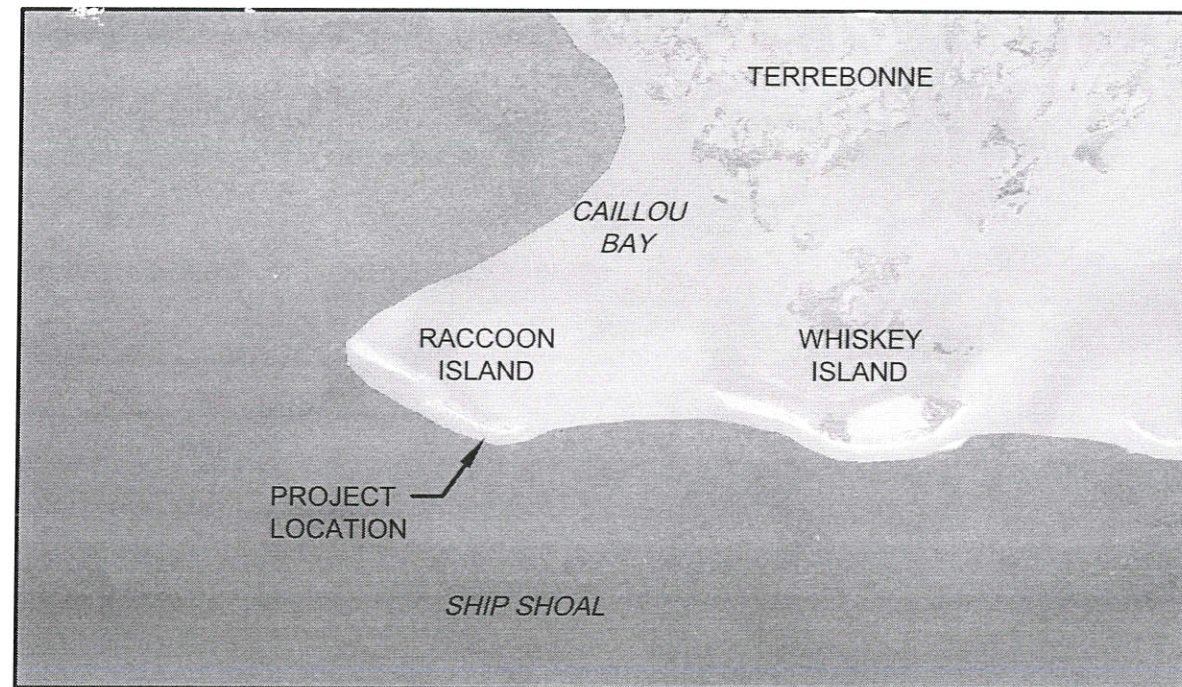 TERREBONNE
CAILLOU
BAY
RACCOON
ISLAND
WHISKEY
ISLAND
PROJECT
LOCATION
SHIP SHOAL